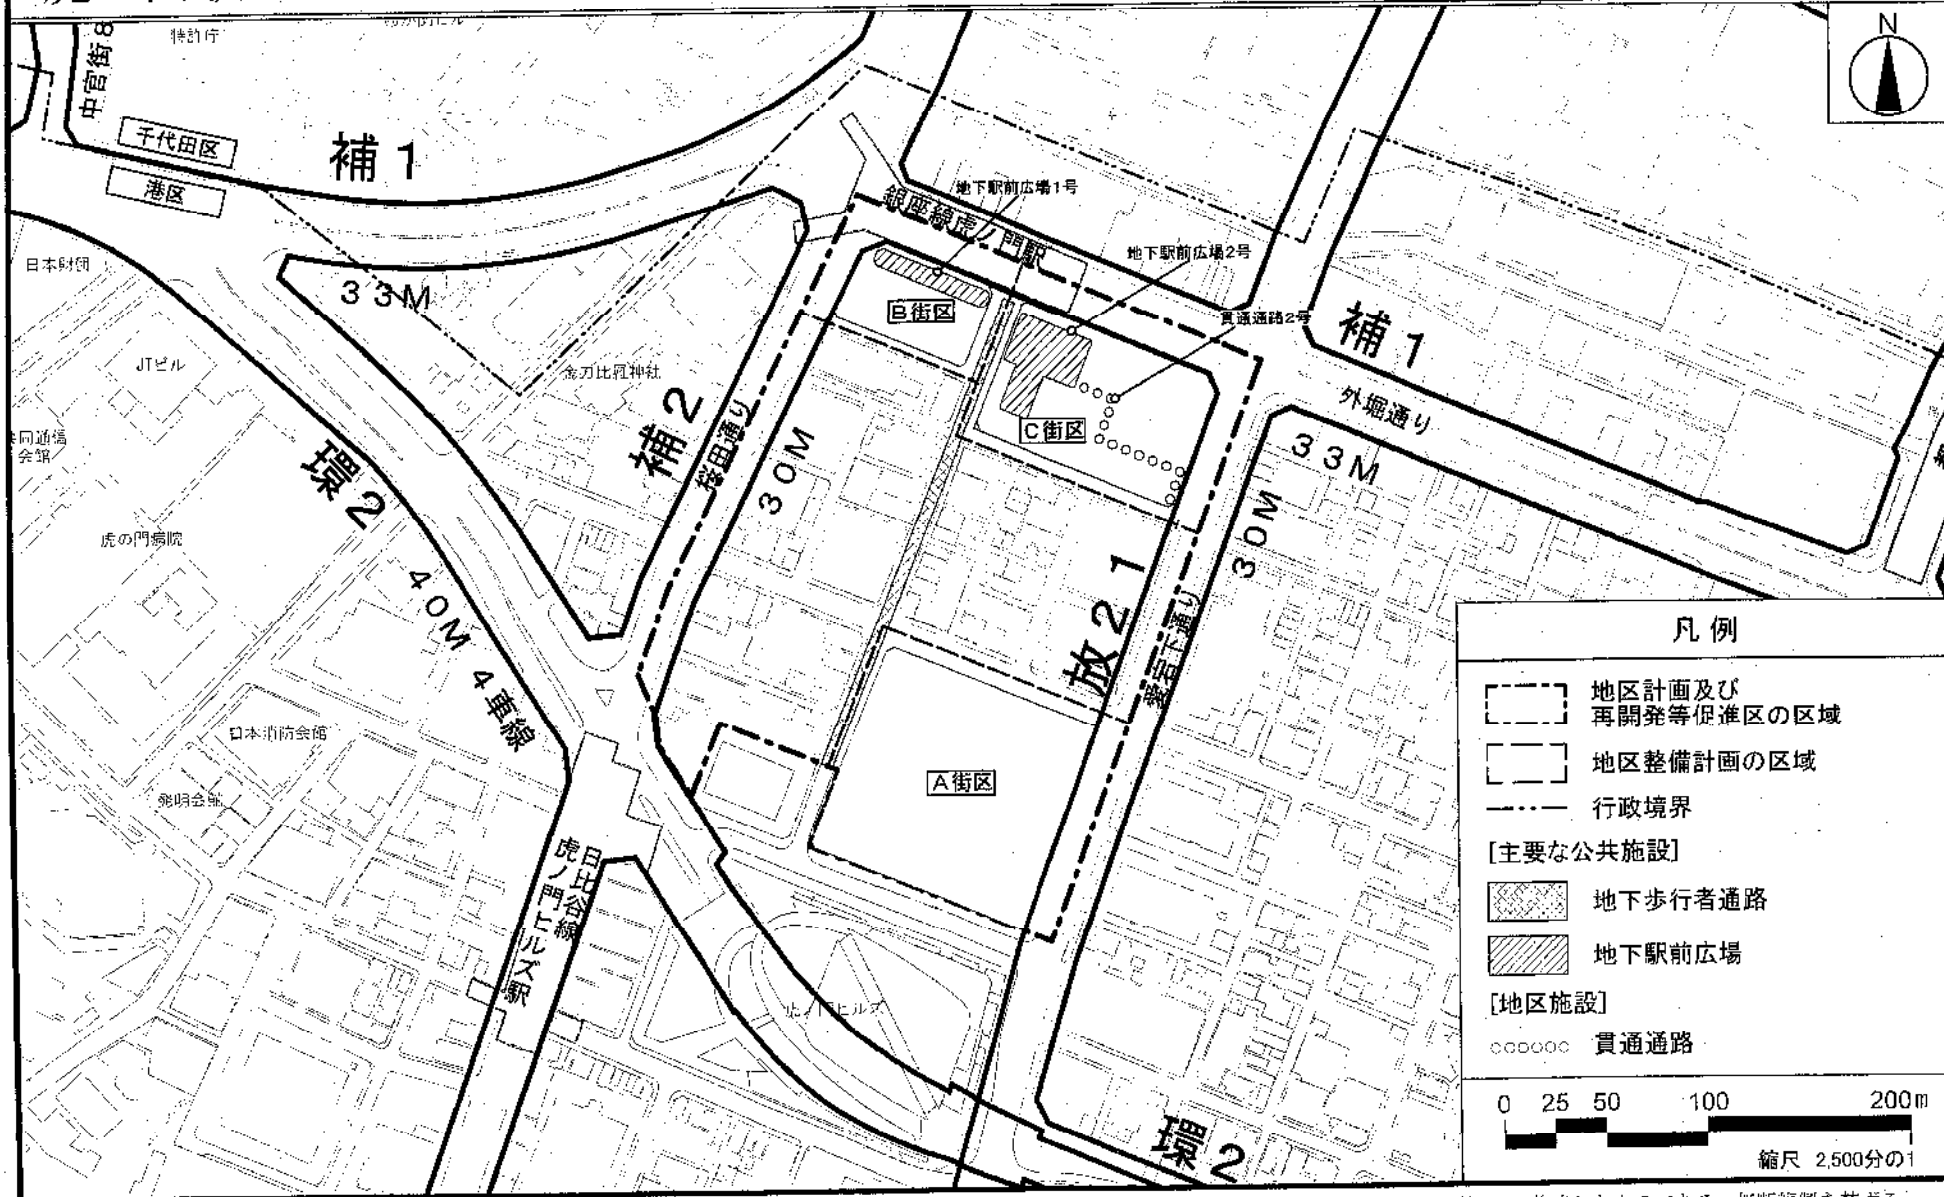 特許庁
中官街8
N
千代田区
港区
補1
銀座線虎ノ門駅
地下駅前広場1号
地下駅前広場2号
貫通通路2号
日本財団
33M
B街区
補1
外堀通り
33M
JTビル
金刀比羅神社
補2
桜田通り
30M
C街区
会館
環2
40M 4車線
虎の門病院
30M
放21
愛宕下通り
日本消防会館
発明会館
A街区
日比谷線
虎ノ門ヒルズ駅
虎ノ門ヒルズ
環2
凡例
地区計画及び
再開発等促進区の区域
地区整備計画の区域
行政境界
[主要な公共施設]
地下歩行者通路
地下駅前広場
[地区施設]
貫通通路
0 25 50 100 200m
縮尺 2,500分の1